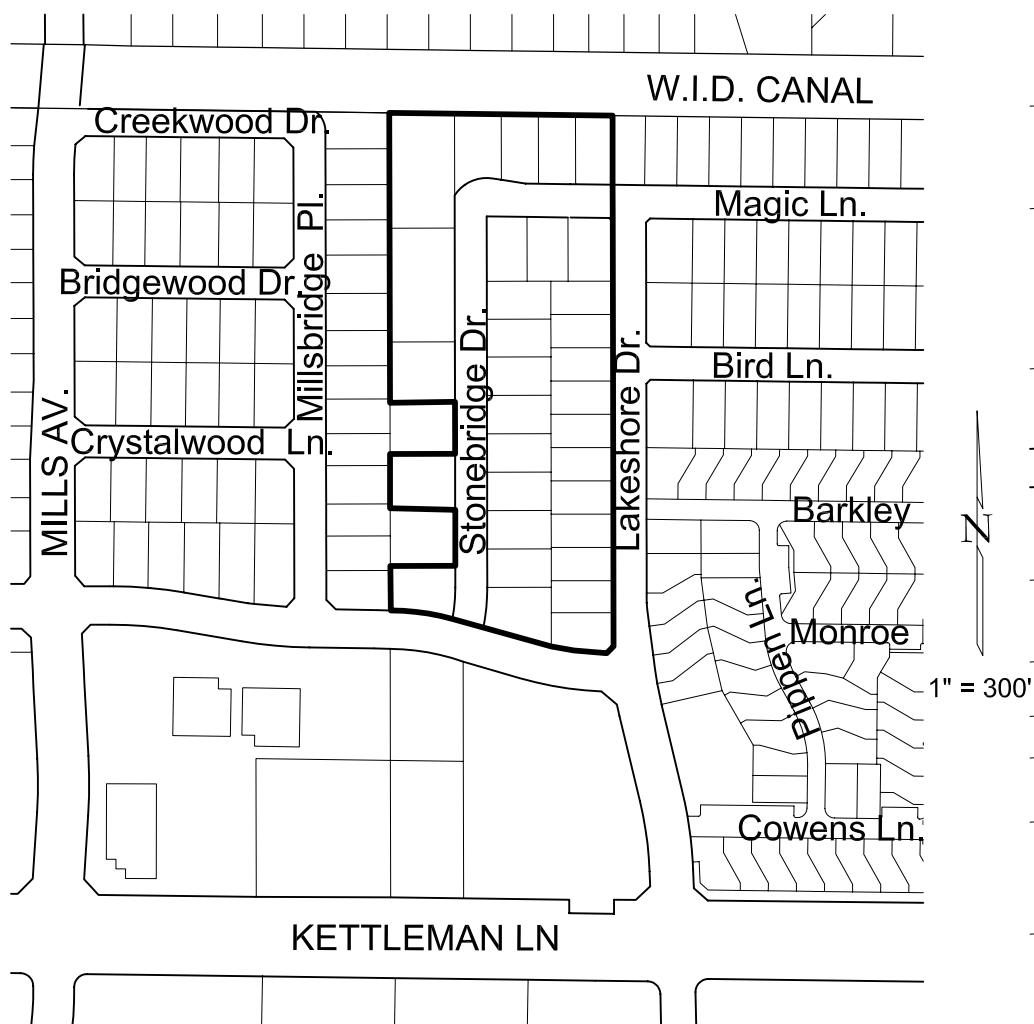 W.I.D. CANAL
Creekwood Dr.
Magic Ln.
Millsbridge Pl.
Bridgewood Dr.
Stonebridge Dr.
Lakeshore Dr.
Bird Ln.
MILLS AV.
Crystalwood Ln.
Barkley
N
Pippen Ln.
Monroe
1" = 300'
Cowens Ln.
KETTLEMAN LN